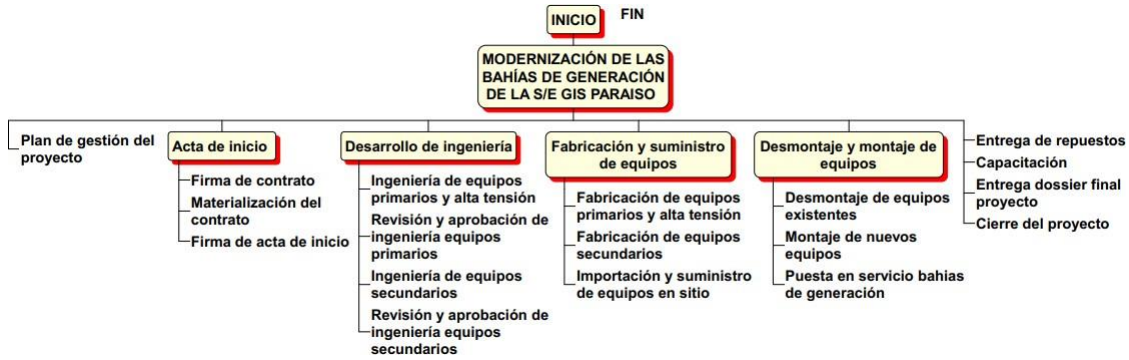 INICIO
FIN
MODERNIZACIÓN DE LAS
BAHÍAS DE GENERACIÓN
DE LA S/E GIS PARAISO
Plan de gestión del
proyecto
Acta de inicio
Firma de contrato
Materialización del
contrato
Firma de acta de inicio
Desarrollo de ingeniería
Ingeniería de equipos
primarios y alta tensión
Revisión y aprobación de
ingeniería equipos
primarios
Ingeniería de equipos
secundarios
Revisión y aprobación de
ingeniería equipos
secundarios
Fabricación y suministro
de equipos
Fabricación de equipos
primarios y alta tensión
Fabricación de equipos
secundarios
Importación y suministro
de equipos en sitio
Desmontaje y montaje de
equipos
Desmontaje de equipos
existentes
Montaje de nuevos
equipos
Puesta en servicio bahias
de generación
Entrega de repuestos
Capacitación
Entrega dossier final
proyecto
Cierre del proyecto